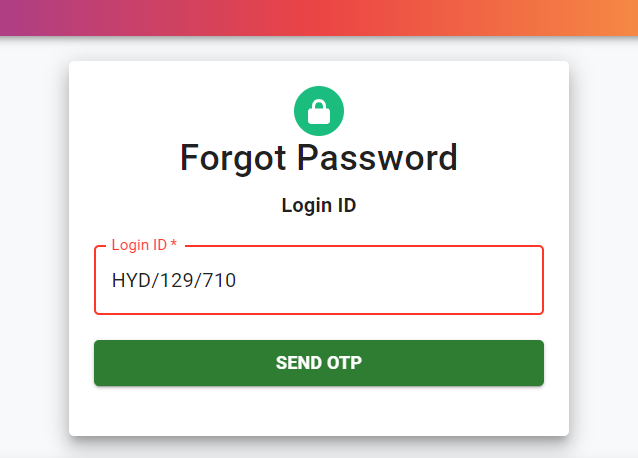 Forgot Password
Login ID
Login ID *
HYD/129/710
SEND OTP